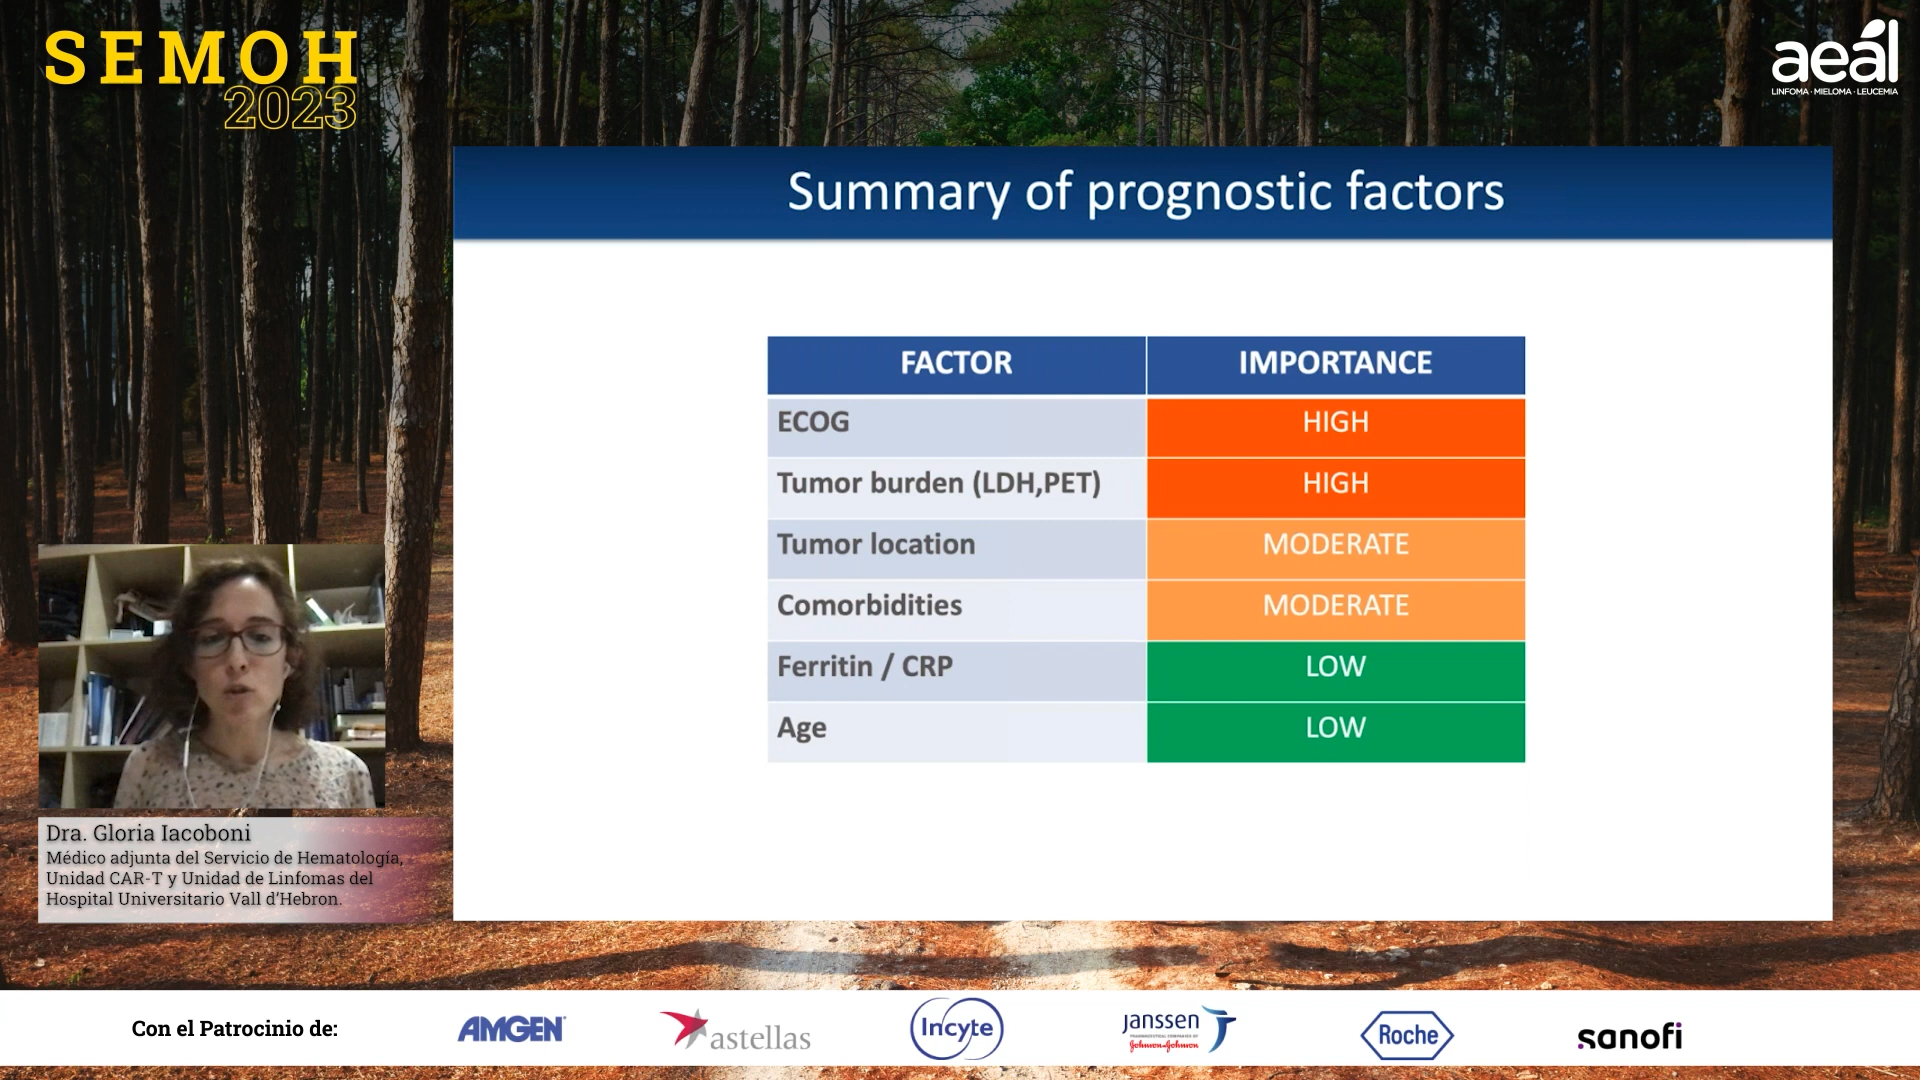 SEMOH
2023
aeál
LINFOMA · MIELOMA · LEUCEMIA
Summary of prognostic factors
FACTOR IMPORTANCE
ECOG HIGH
Tumor burden (LDH,PET) HIGH
Tumor location MODERATE
Comorbidities MODERATE
Ferritin / CRP LOW
Age LOW
Dra. Gloria Iacoboni
Médico adjunta del Servicio de Hematología,
Unidad CAR-T y Unidad de Linfomas del
Hospital Universitario Vall d’Hebron.
Con el Patrocinio de:
AMGEN
astellas
Incyte
janssen
PHARMACEUTICAL COMPANIES OF
Johnson & Johnson
Roche
sanofi